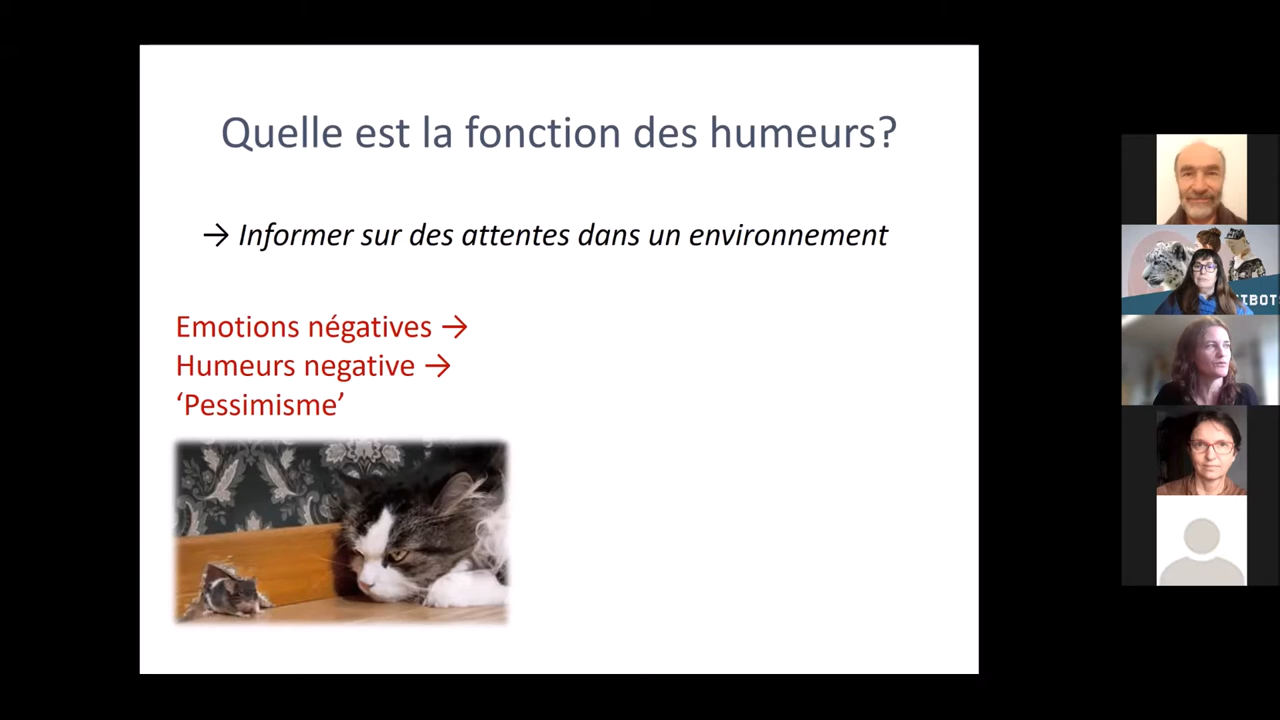 Quelle est la fonction des humeurs?
→ Informer sur des attentes dans un environnement
Emotions négatives →
Humeurs negative →
‘Pessimisme’